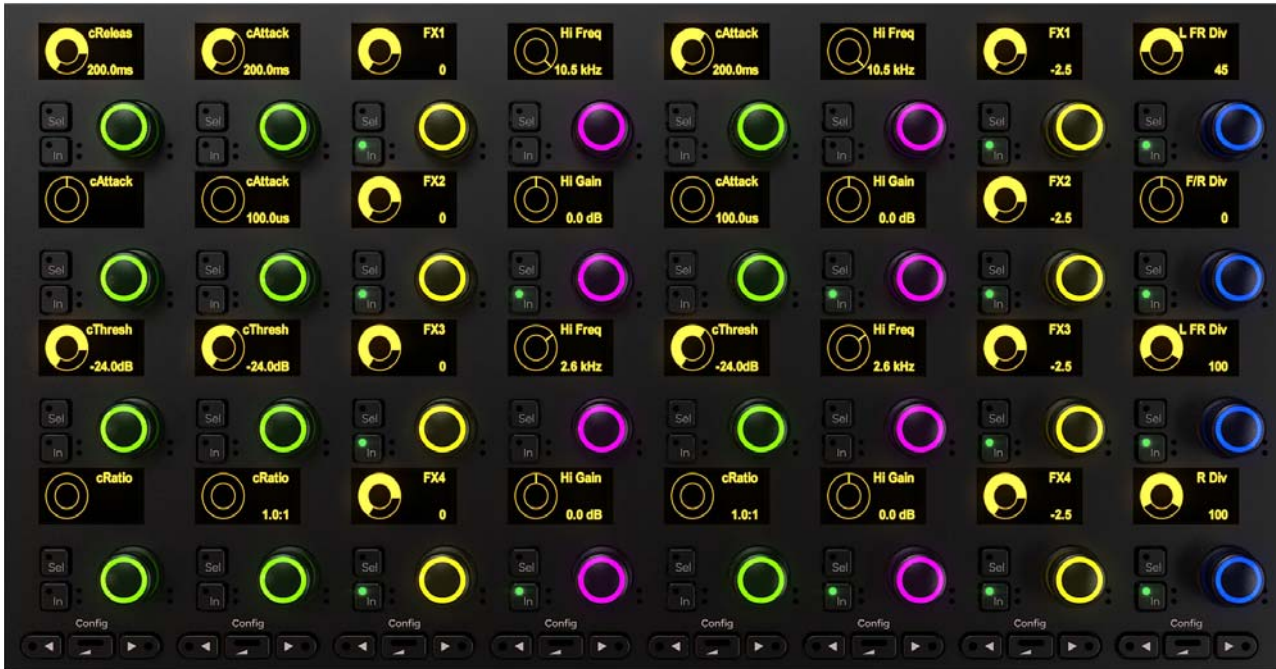 cReleas cAttack FX1 Hi Freq cAttack Hi Freq FX1 L FR Div
200.0ms 200.0ms 0 10.5 kHz 200.0ms 10.5 kHz -2.5 45
Sel Sel Sel Sel Sel Sel Sel Sel
In In In In In In In In
cAttack cAttack FX2 Hi Gain cAttack Hi Gain FX2 F/R Div
100.0us 0 0.0 dB 100.0us 0.0 dB -2.5 0
Sel Sel Sel Sel Sel Sel Sel Sel
In In In In In In In In
cThresh cThresh FX3 Hi Freq cThresh Hi Freq FX3 L FR Div
-24.0dB -24.0dB 0 2.6 kHz -24.0dB 2.6 kHz -2.5 100
Sel Sel Sel Sel Sel Sel Sel Sel
In In In In In In In In
cRatio cRatio FX4 Hi Gain cRatio Hi Gain FX4 R Div
1.0:1 0 0.0 dB 1.0:1 0.0 dB -2.5 100
Sel Sel Sel Sel Sel Sel Sel Sel
In In In In In In In In
Config Config Config Config Config Config Config Config